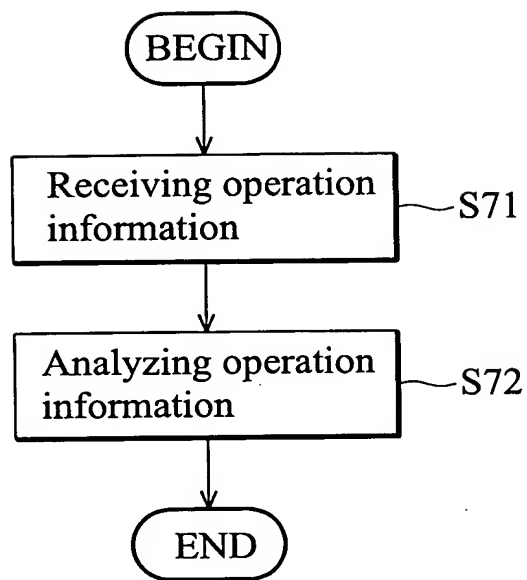 BEGIN
Receiving operation
information
S71
Analyzing operation
information
S72
END